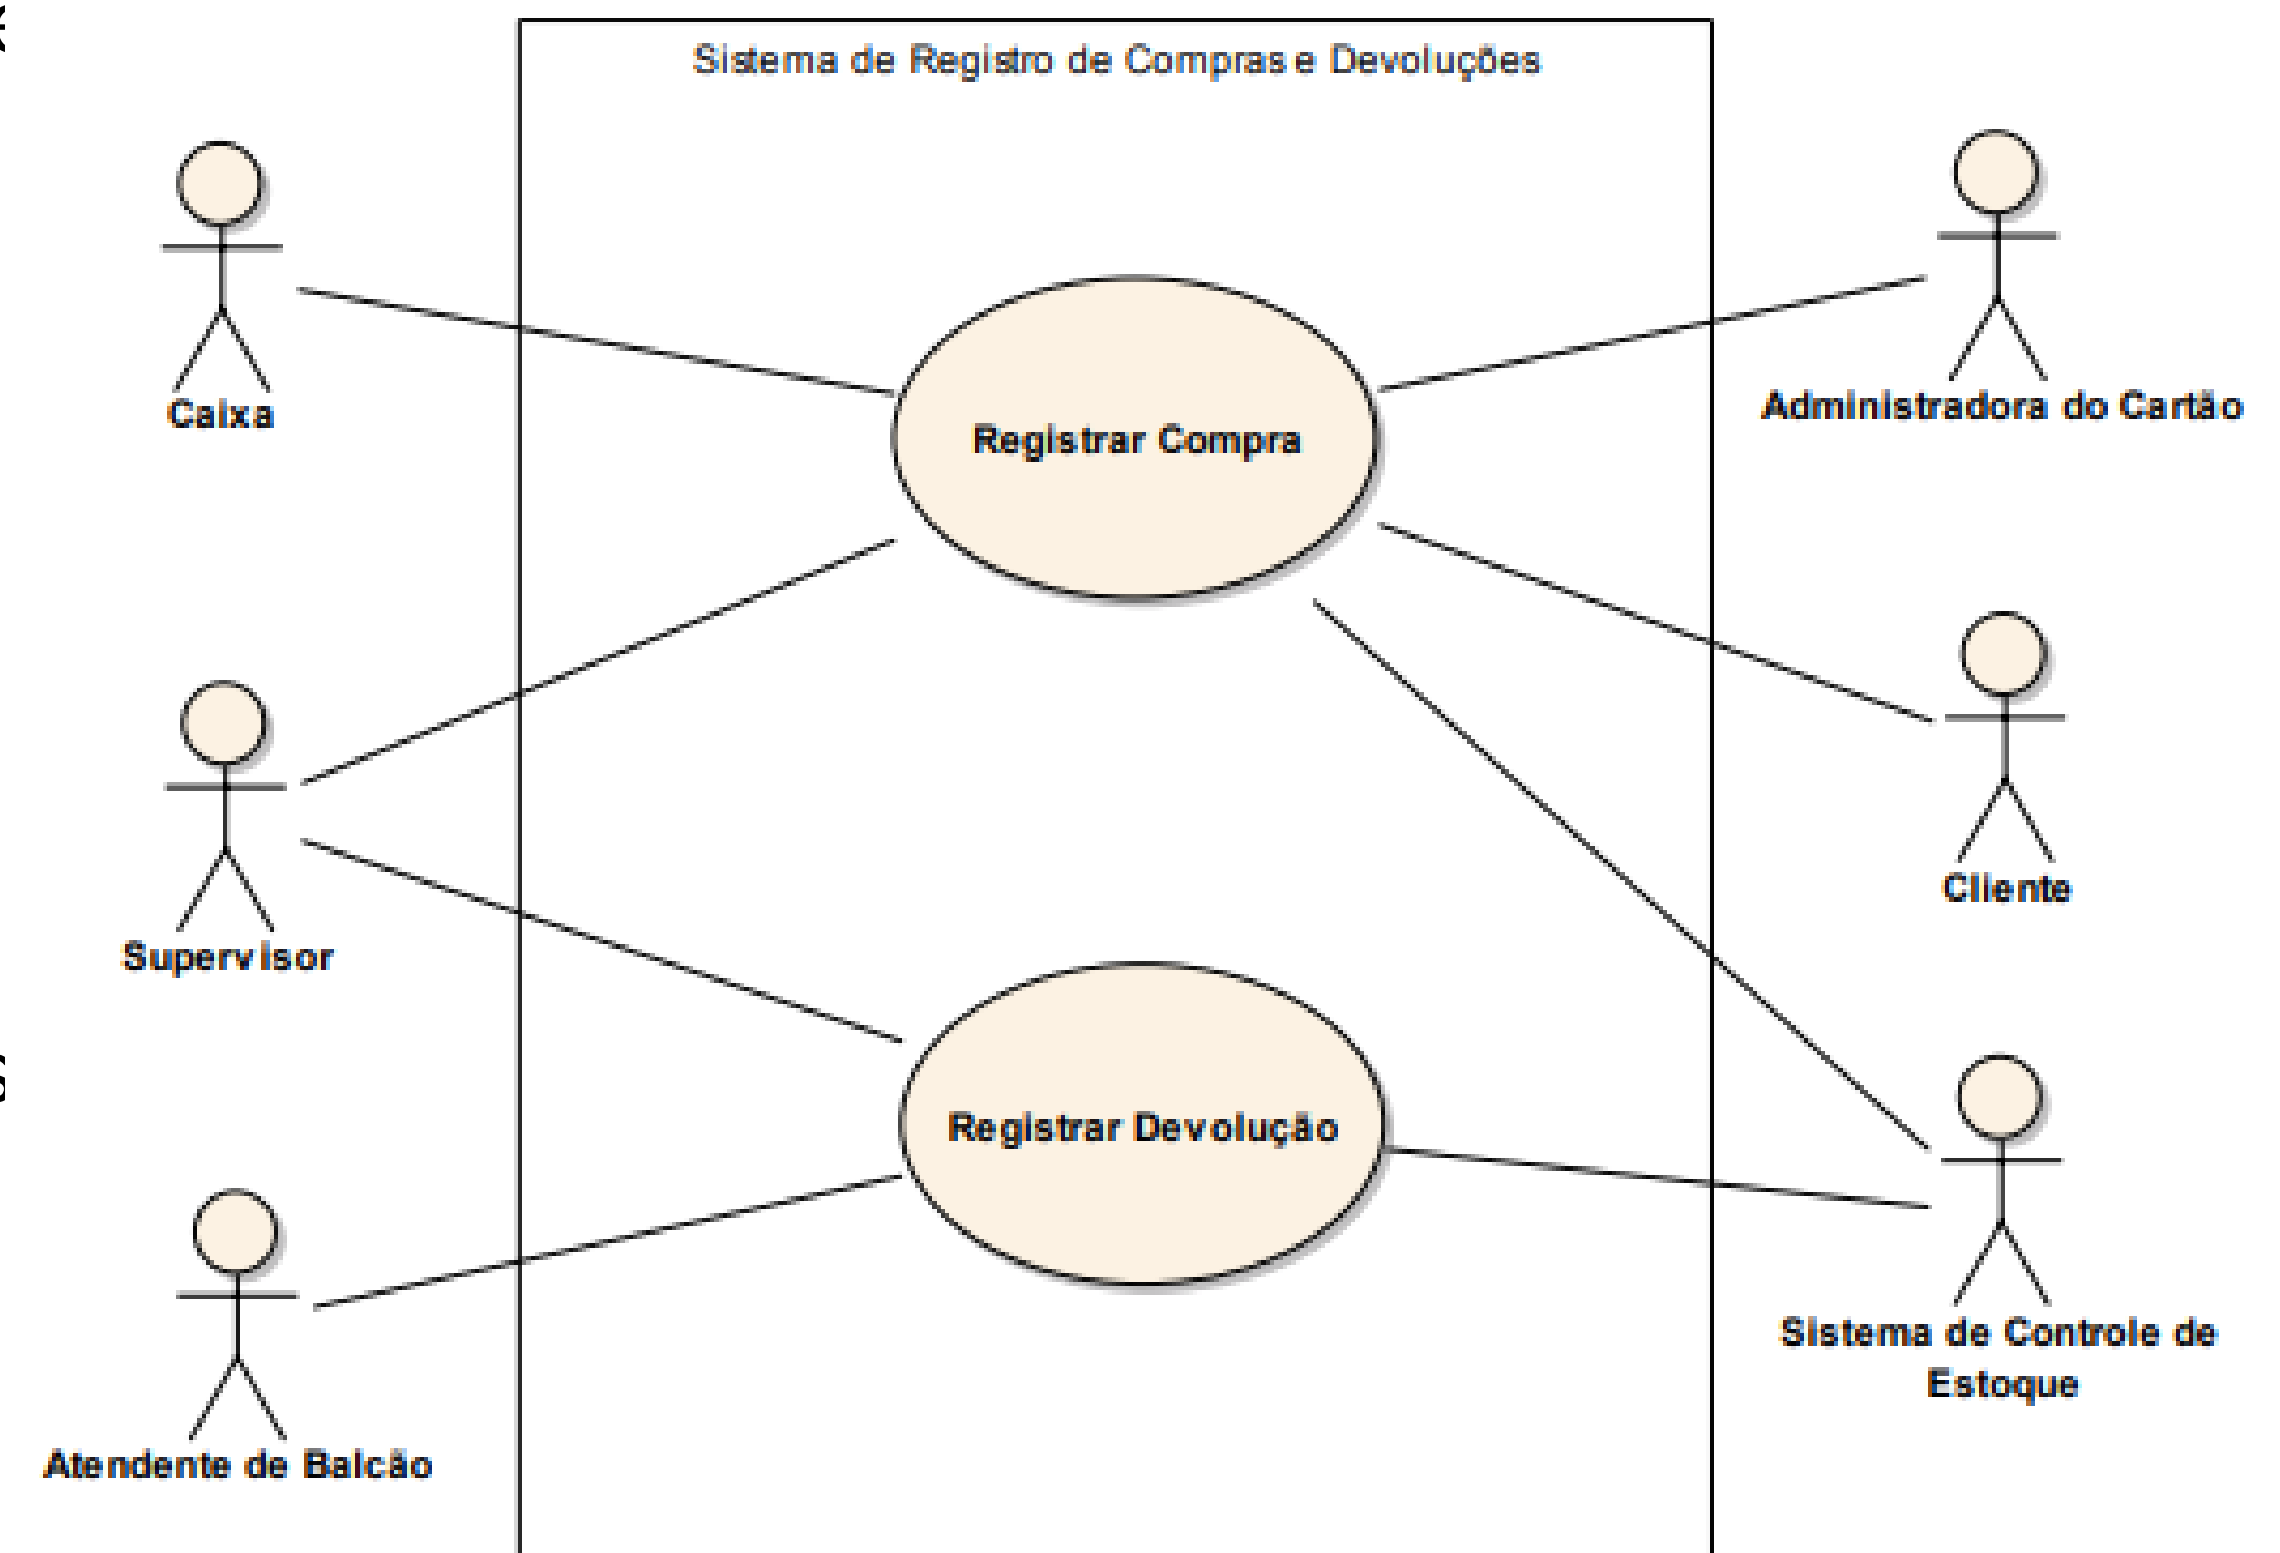 Sistema de Registro de Compras e Devoluções
Caixa
Administradora do Cartão
Registrar Compra
Cliente
Supervisor
Registrar Devolução
Sistema de Controle de
Estoque
Atendente de Balcão